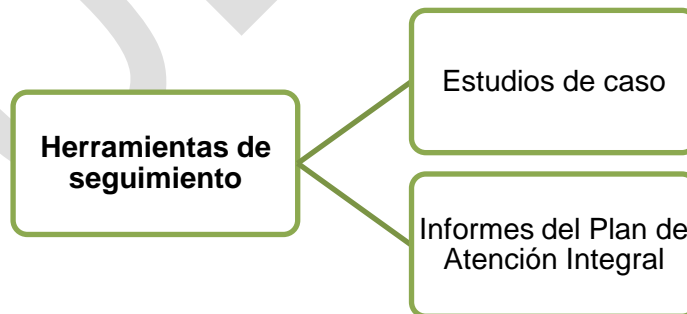 Herramientas de
seguimiento
Estudios de caso
Informes del Plan de
Atención Integral